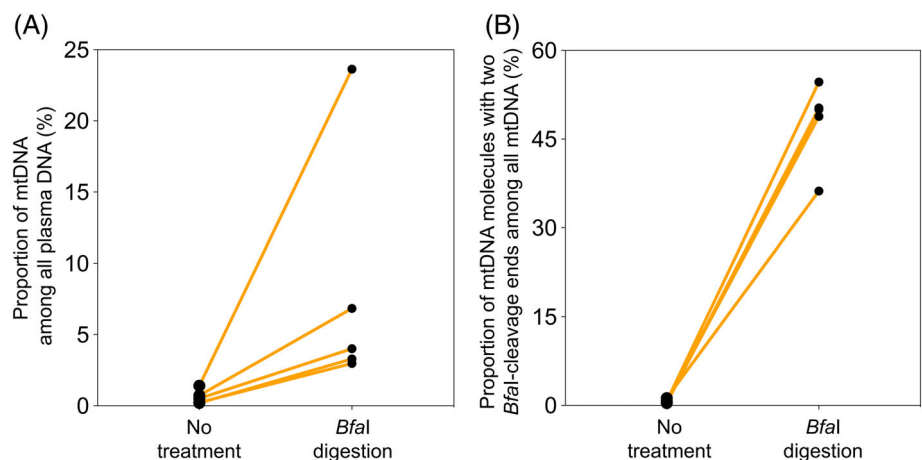 (A)
Proportion of mtDNA
among all plasma DNA (%)
25
20
15
10
5
0
No
treatment
BfaI
digestion
(B)
Proportion of mtDNA molecules with two
BfaI-cleavage ends among all mtDNA (%)
60
45
30
15
0
No
treatment
BfaI
digestion